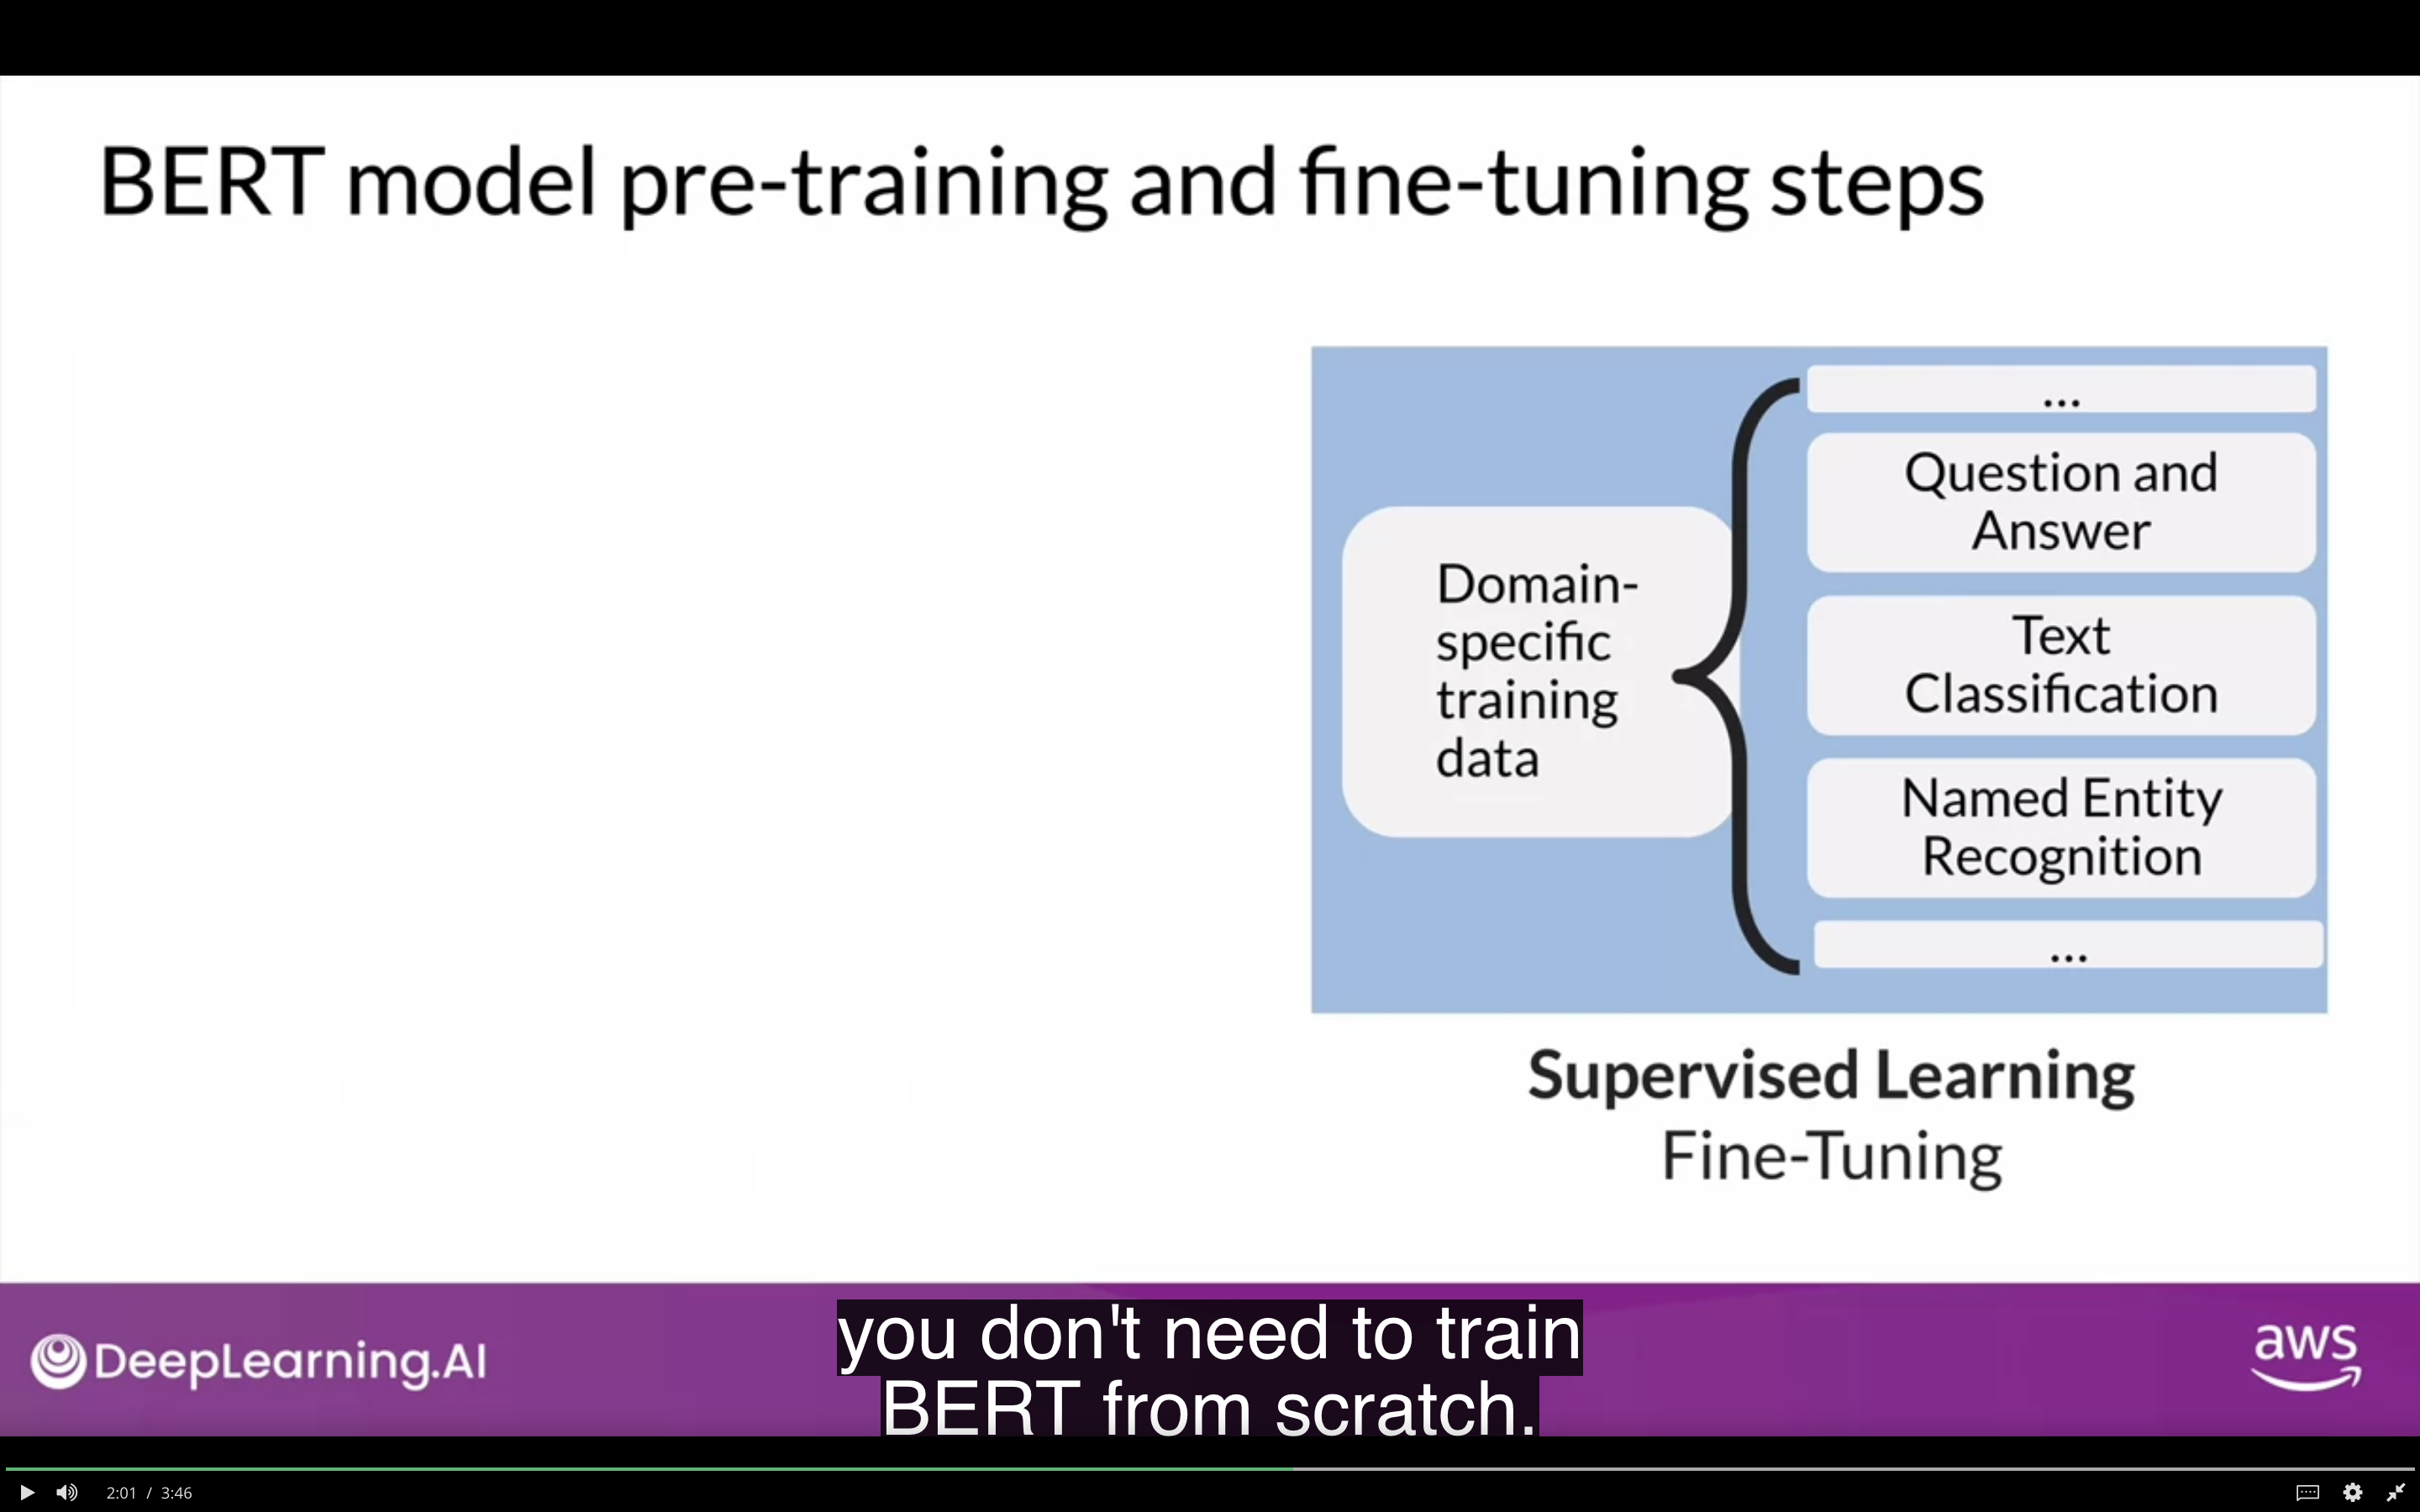 BERT model pre-training and fine-tuning steps
Domain-
specific
training
data
...
Question and
Answer
Text
Classification
Named Entity
Recognition
...
Supervised Learning
Fine-Tuning
DeepLearning.AI
you don't need to train
BERT from scratch.
aws
2:01 / 3:46